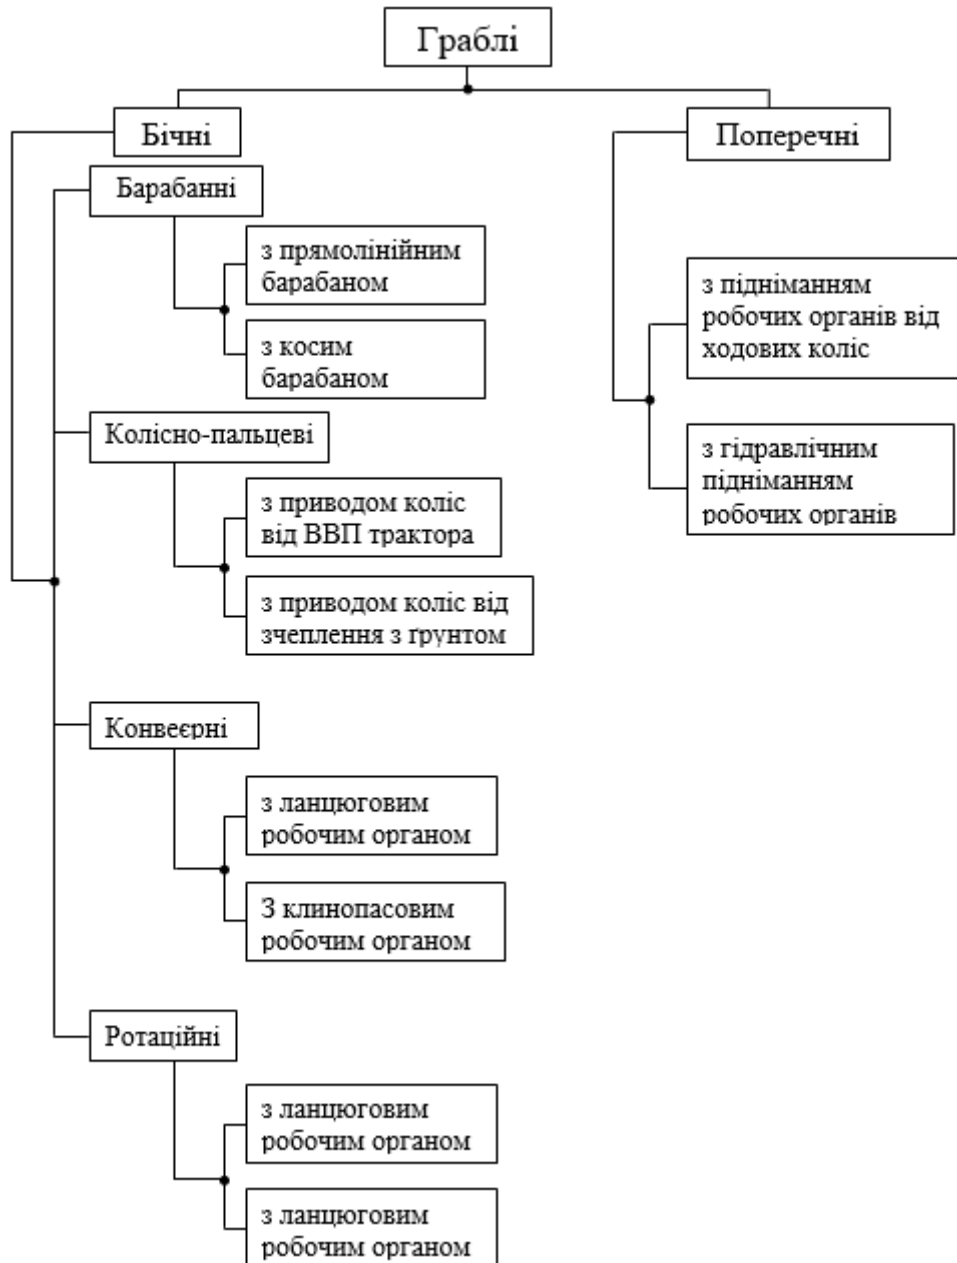 Граблі
Бічні
Поперечні
Барабанні
з прямолінійним
барабаном
з косим
барабаном
Колісно-пальцеві
з приводом коліс
від ВВП трактора
з приводом коліс від
зчеплення з ґрунтом
Конвеєрні
з ланцюговим
робочим органом
З клинопасовим
робочим органом
Ротаційні
з ланцюговим
робочим органом
з ланцюговим
робочим органом
з підніманням
робочих органів від
ходових коліс
з гідравлічним
підніманням
робочих органів